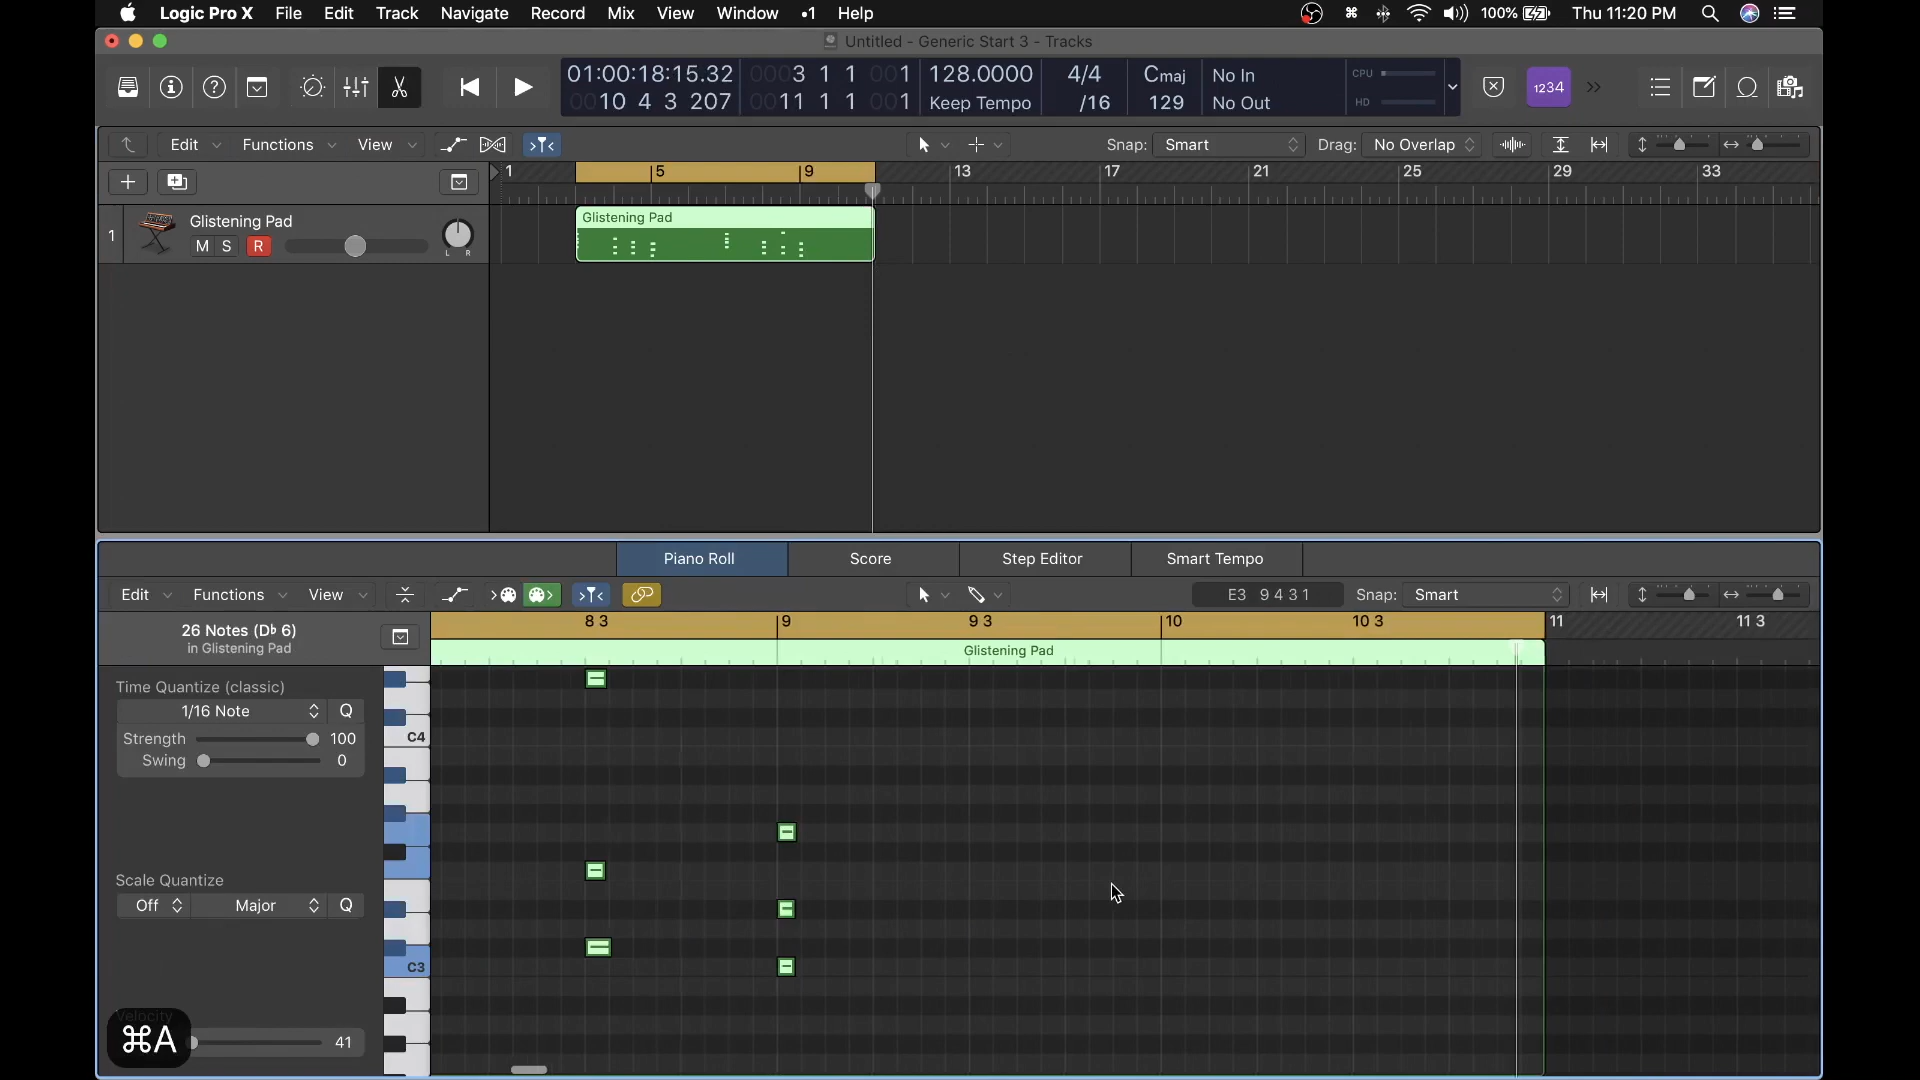 Logic Pro X File Edit Track Navigate Record Mix View Window •1 Help 100% Thu 11:20 PM
Untitled - Generic Start 3 - Tracks
01:00:18:15.32 0003 1 1 001 128.0000 4/4 Cmaj No In CPU
0010 4 3 207 0011 1 1 001 Keep Tempo /16 129 No Out HD
1234
Edit Functions View Snap: Smart Drag: No Overlap
1 5 9 13 17 21 25 29 33
1 Glistening Pad
M S R L R
Glistening Pad
Piano Roll Score Step Editor Smart Tempo
Edit Functions View E3 9 4 3 1 Snap: Smart
26 Notes (D♭ 6)
in Glistening Pad
8 3 9 9 3 10 10 3 11 11 3
Glistening Pad
Time Quantize (classic)
1/16 Note Q
Strength 100
Swing 0
C4
Scale Quantize
Off Major Q
C3
Velocity
⌘A
41